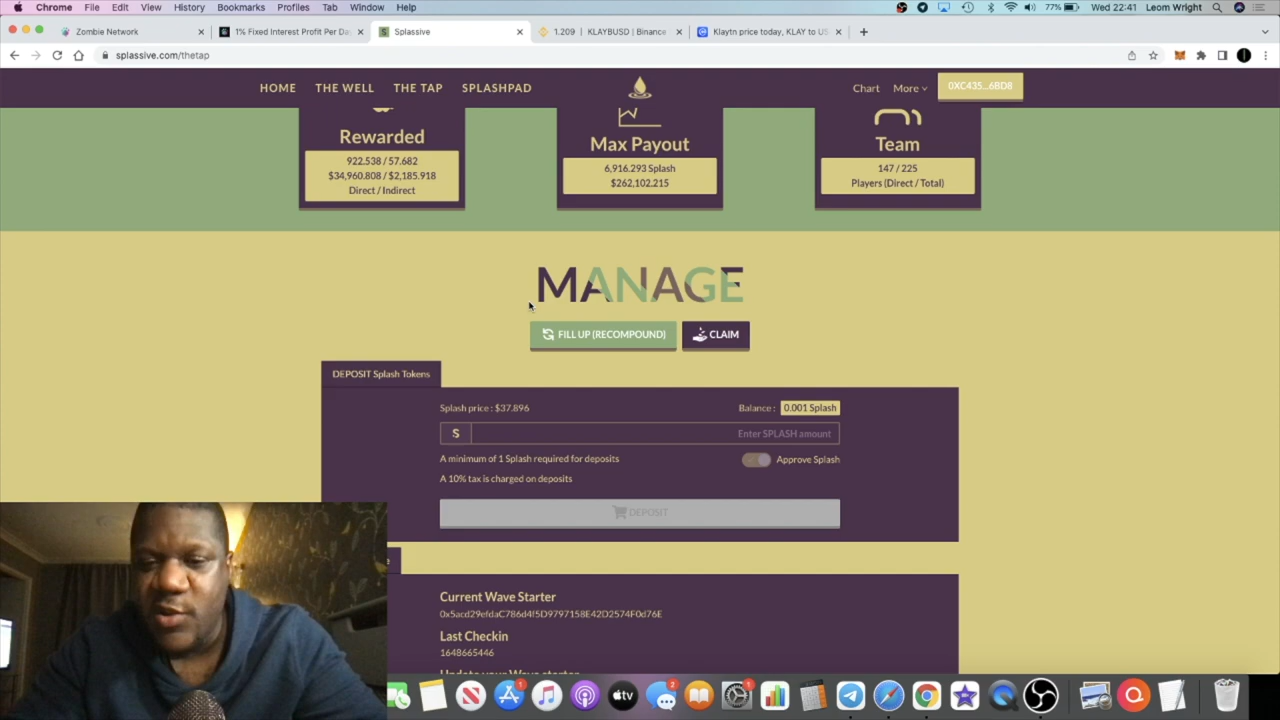 Chrome File Edit View History Bookmarks Profiles Tab Window Help 77% Wed 22:41 Leom Wright
Zombie Network 1% Fixed Interest Profit Per Da Splassive 1.209 | KLAYBUSD | Binance Klaytn price today, KLAY to US
splassive.com/thetap
HOME THE WELL THE TAP SPLASHPAD Chart More 0XC435...6BD8
Rewarded
922.538 / 57.682
$34,960.808 / $2,185.918
Direct / Indirect
Max Payout
6,916.293 Splash
$262,102.215
Team
147 / 225
Players (Direct / Total)
MANAGE
FILL UP (RECOMPOUND) CLAIM
DEPOSIT Splash Tokens
Splash price : $37.896 Balance : 0.001 Splash
S Enter SPLASH amount
A minimum of 1 Splash required for deposits Approve Splash
A 10% tax is charged on deposits
DEPOSIT
Current Wave Starter
0x5acd29efdaC786d4f5D9797158E42D2574F0d76E
Last Checkin
1648665446
Update your Wave starter